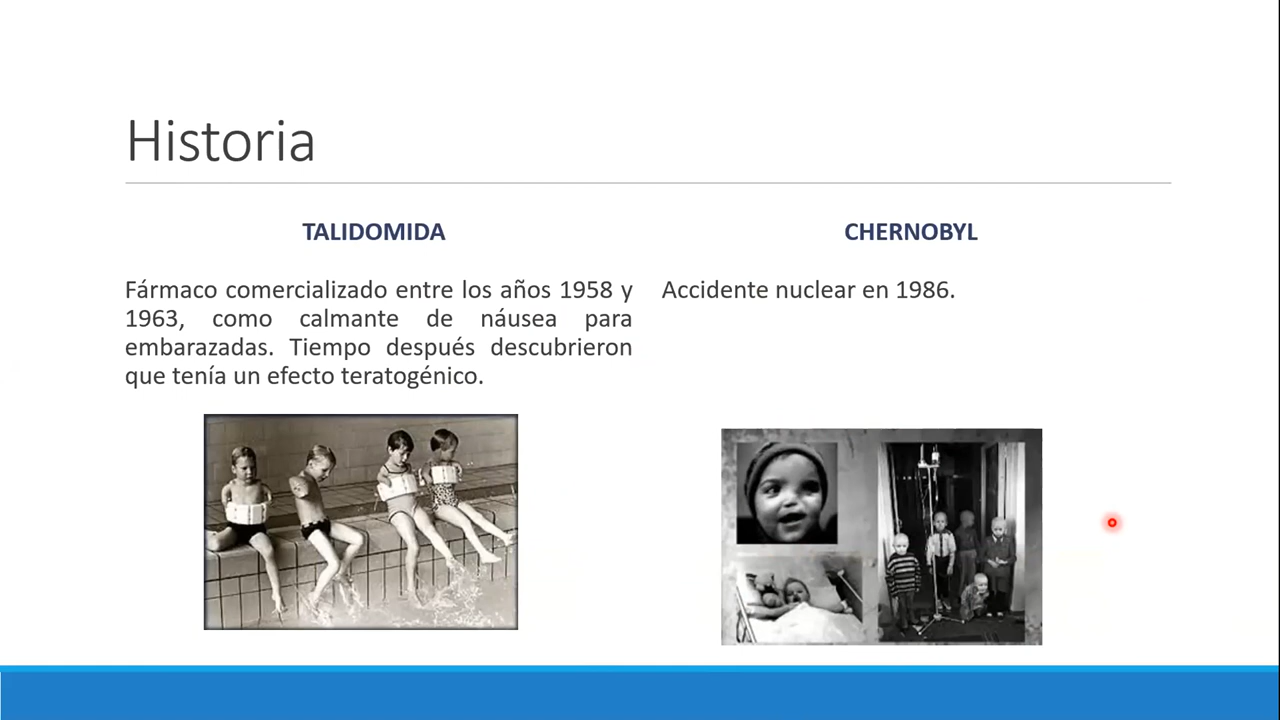 Historia
TALIDOMIDA
Fármaco comercializado entre los años 1958 y
1963, como calmante de náusea para
embarazadas. Tiempo después descubrieron
que tenía un efecto teratogénico.
CHERNOBYL
Accidente nuclear en 1986.